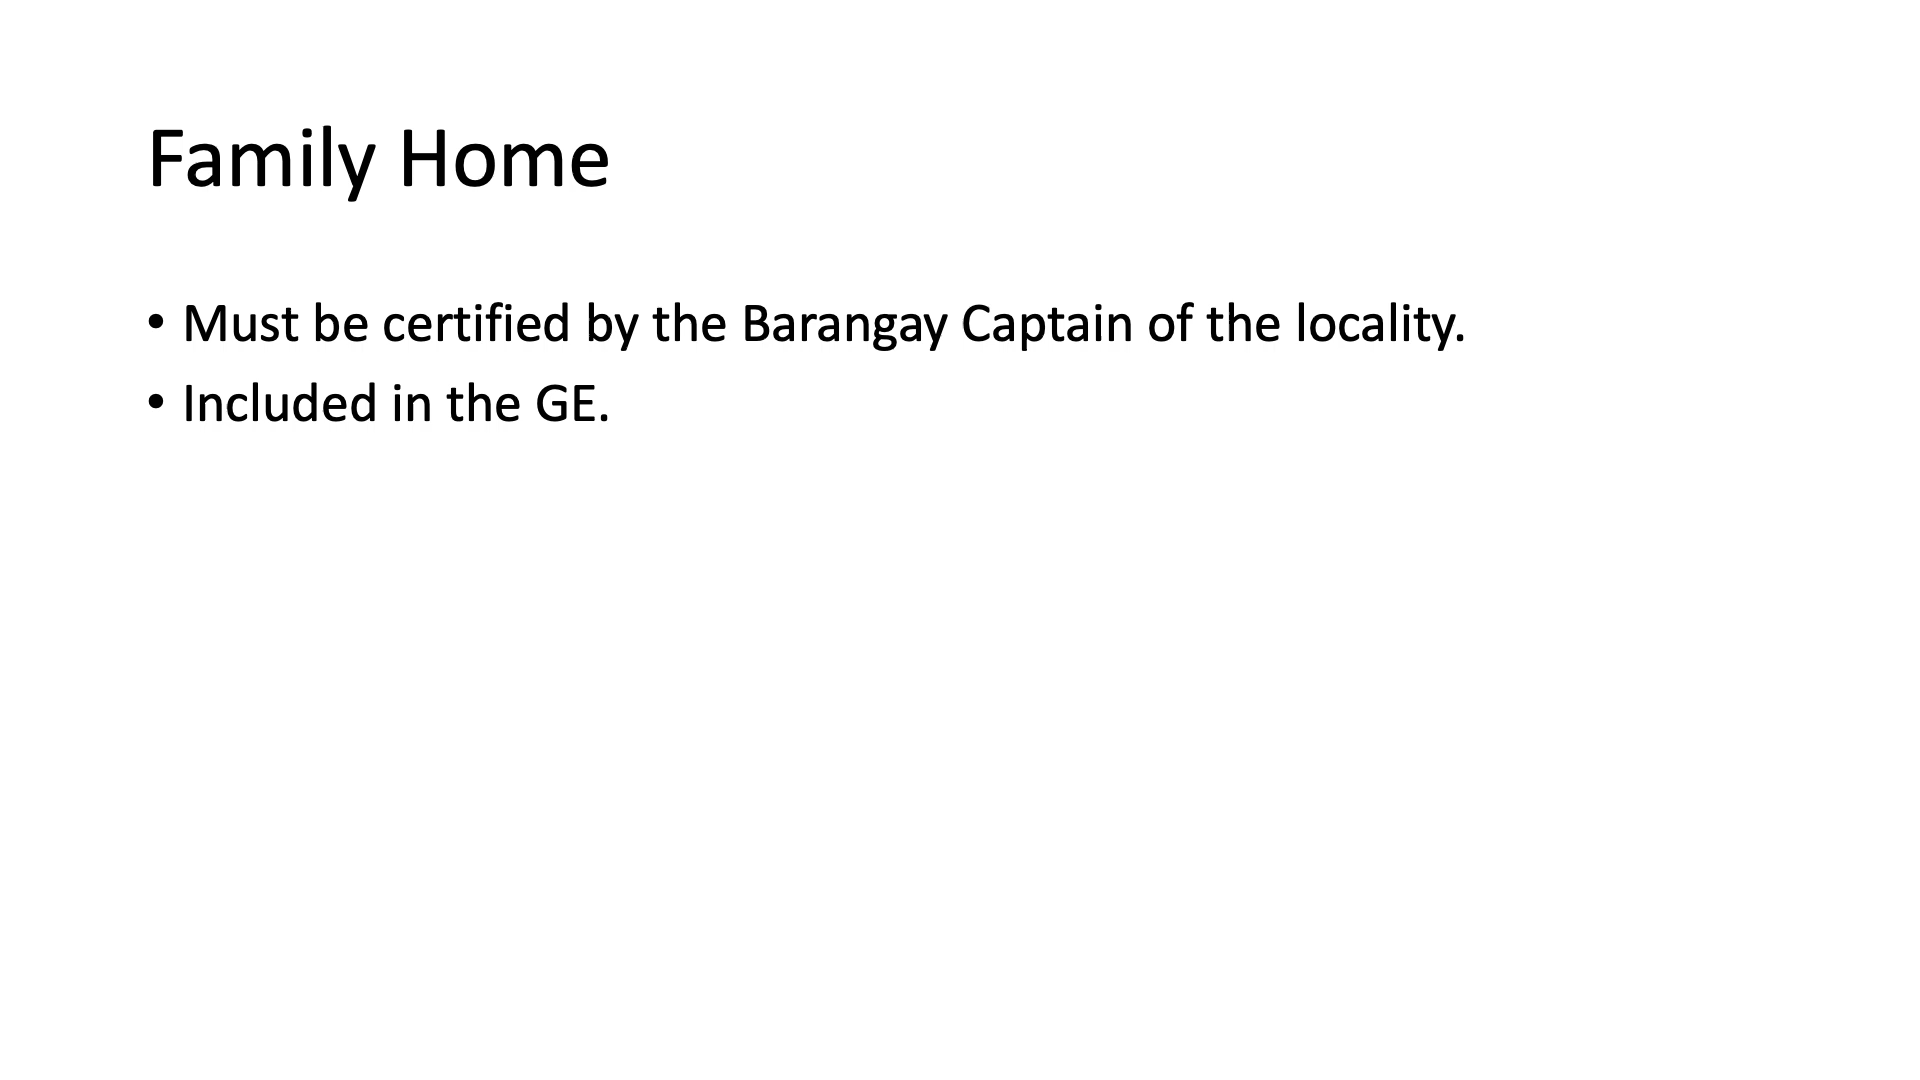 Family Home
• Must be certified by the Barangay Captain of the locality.
• Included in the GE.